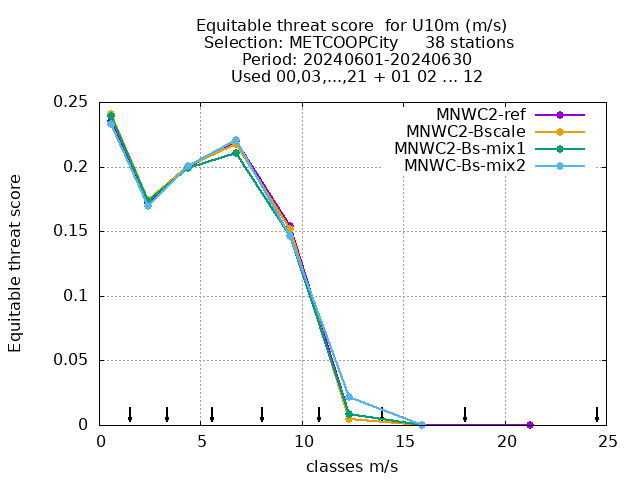 Equitable threat score  for U10m (m/s)
Selection: METCOOPCity     38 stations
Period: 20240601-20240630
Used 00,03,...,21 + 01 02 ... 12
MNWC2-ref
MNWC2-Bscale
MNWC2-Bs-mix1
MNWC-Bs-mix2
Equitable threat score
0.25
0.2
0.15
0.1
0.05
0
0 5 10 15 20 25
classes m/s